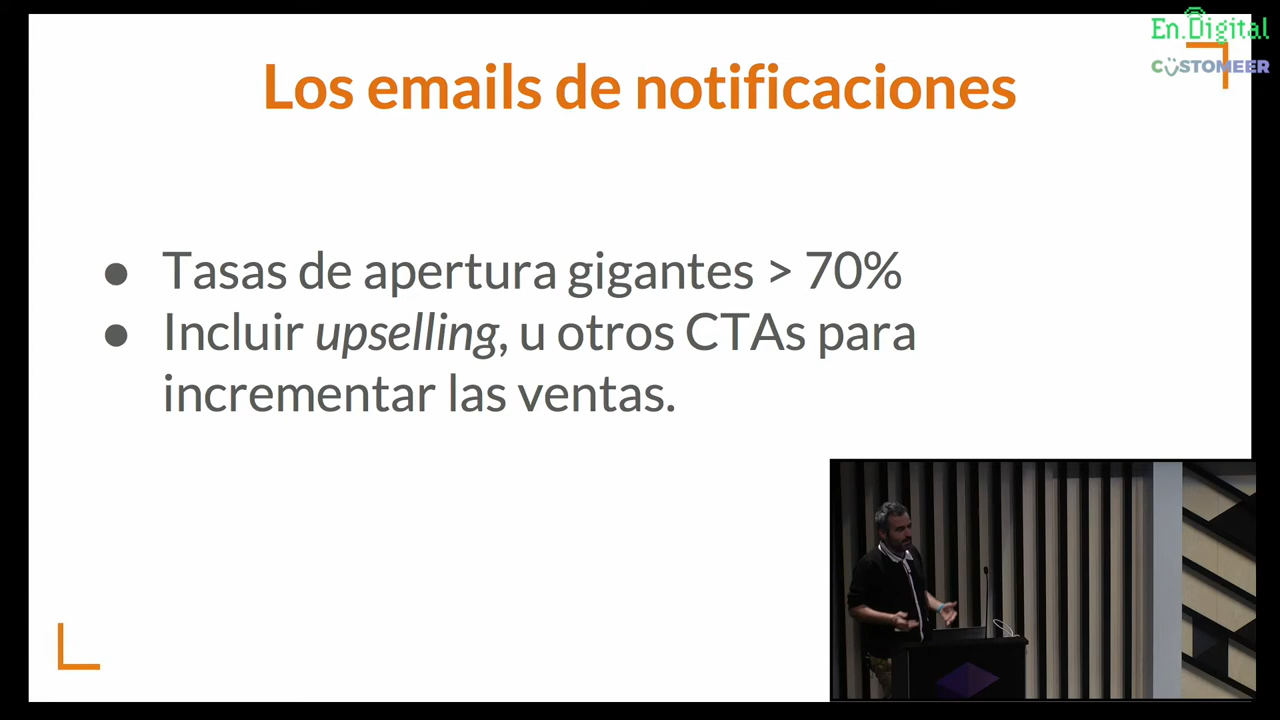 En.Digital
CUSTOMEER
Los emails de notificaciones
● Tasas de apertura gigantes > 70%
● Incluir upselling, u otros CTAs para
incrementar las ventas.